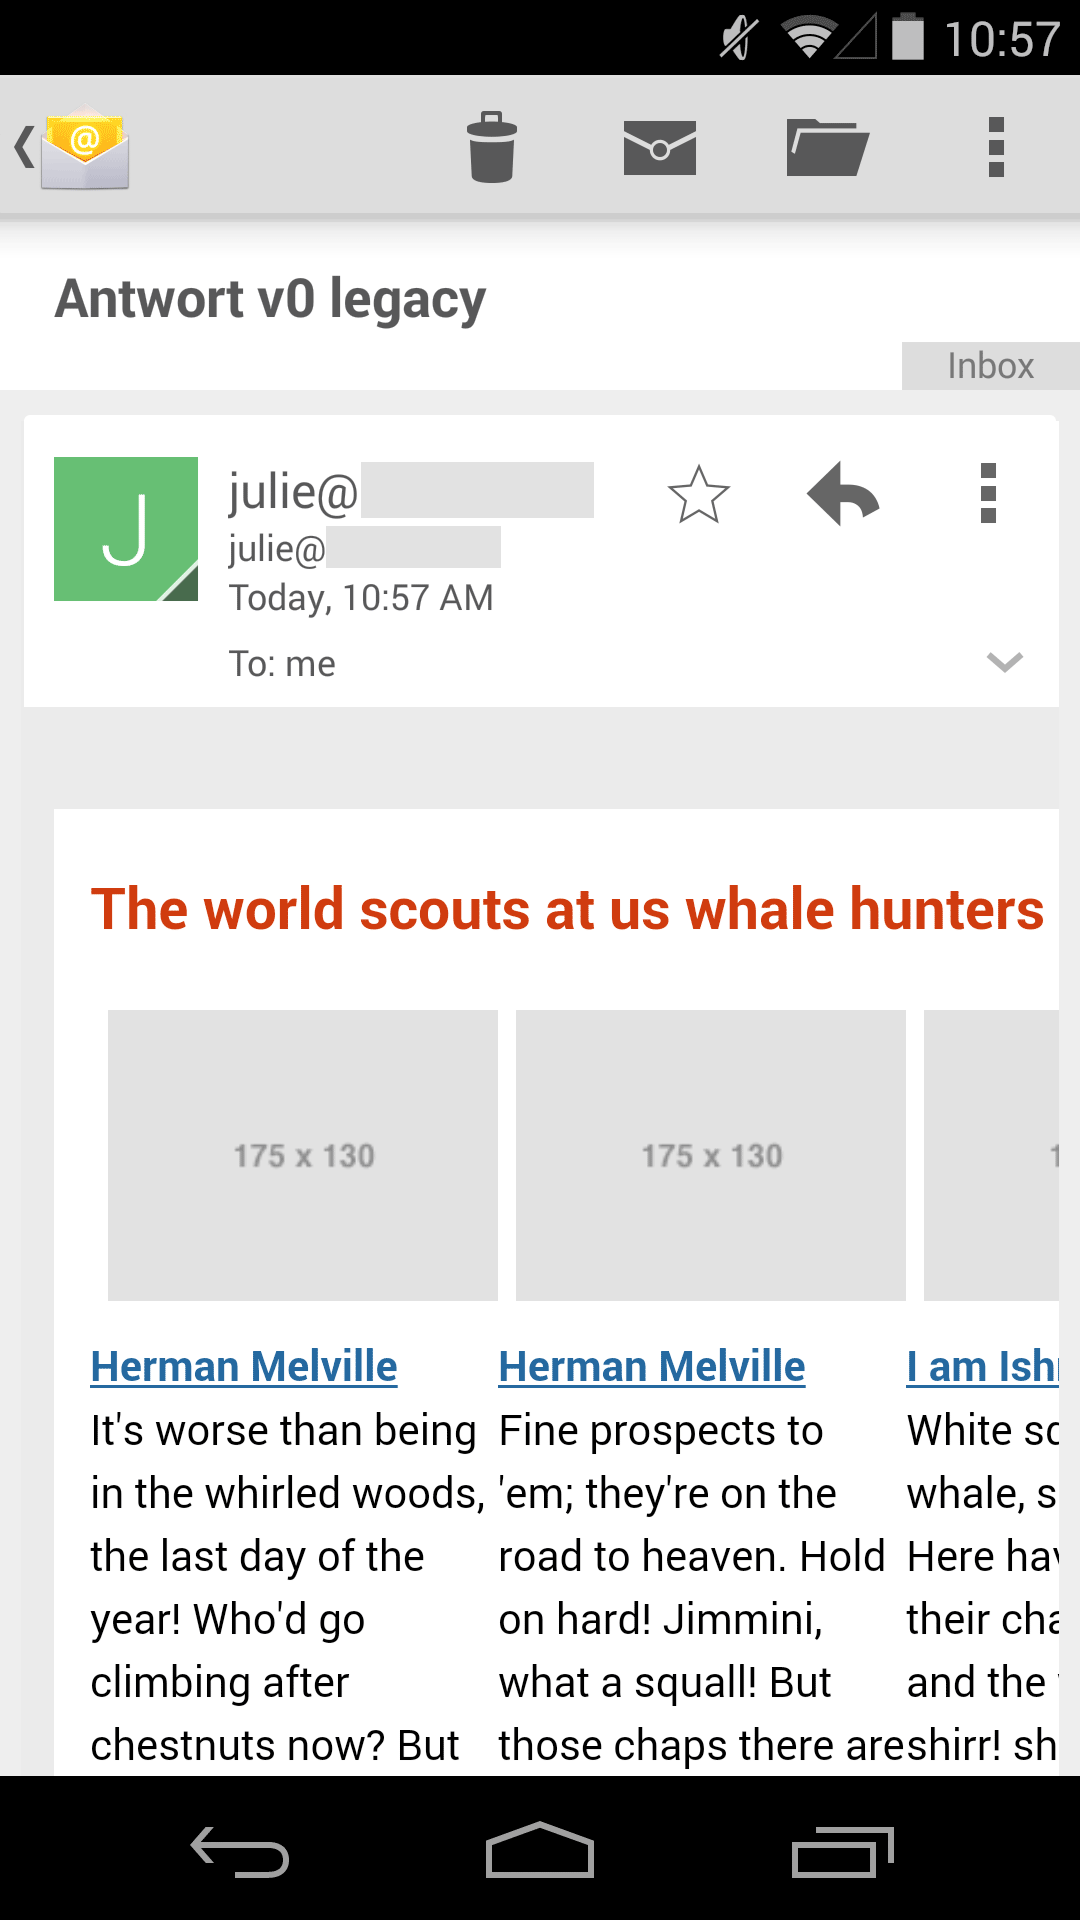 10:57
Antwort v0 legacy
Inbox
J
julie@
julie@
Today, 10:57 AM
To: me
The world scouts at us whale hunters
175 x 130
175 x 130
Herman Melville
It's worse than being
in the whirled woods,
the last day of the
year! Who'd go
climbing after
chestnuts now? But
Herman Melville
Fine prospects to
'em; they're on the
road to heaven. Hold
on hard! Jimmini,
what a squall! But
those chaps there are
I am Ish
White
whale, s
Here hav
their cha
and the
shirr! sh